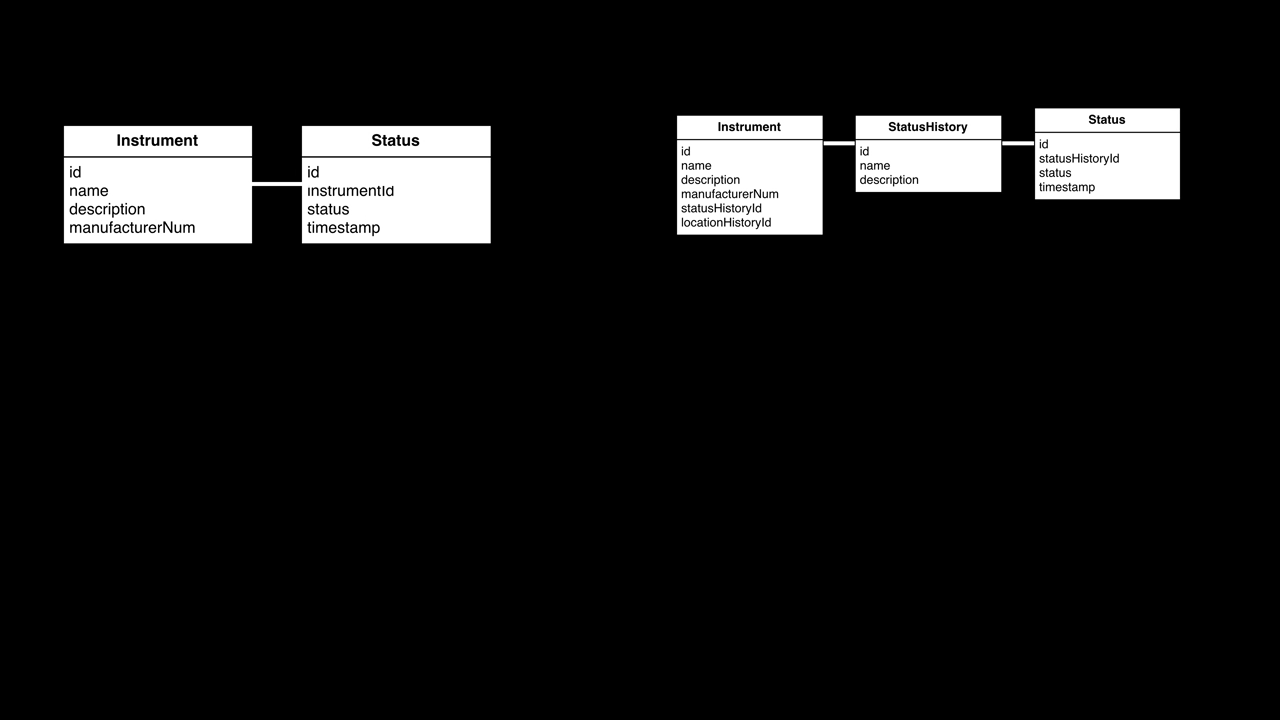 Instrument
id
name
description
manufacturerNum
Status
id
instrumentId
status
timestamp
Instrument
id
name
description
manufacturerNum
statusHistoryId
locationHistoryId
StatusHistory
id
name
description
Status
id
statusHistoryId
status
timestamp